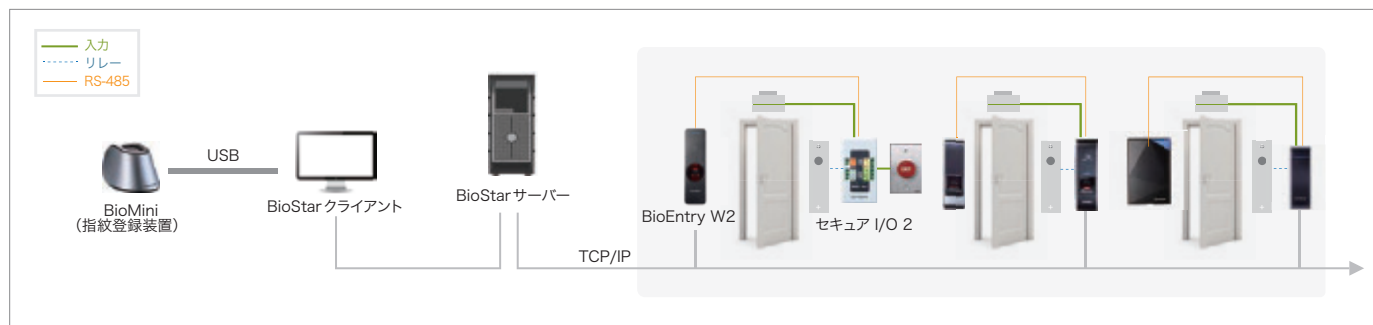 入力
リレー
RS-485
USB
BioMini
（指紋登録装置）
BioStar クライアント
BioStar サーバー
TCP/IP
BioEntry W2
セキュア I/O 2